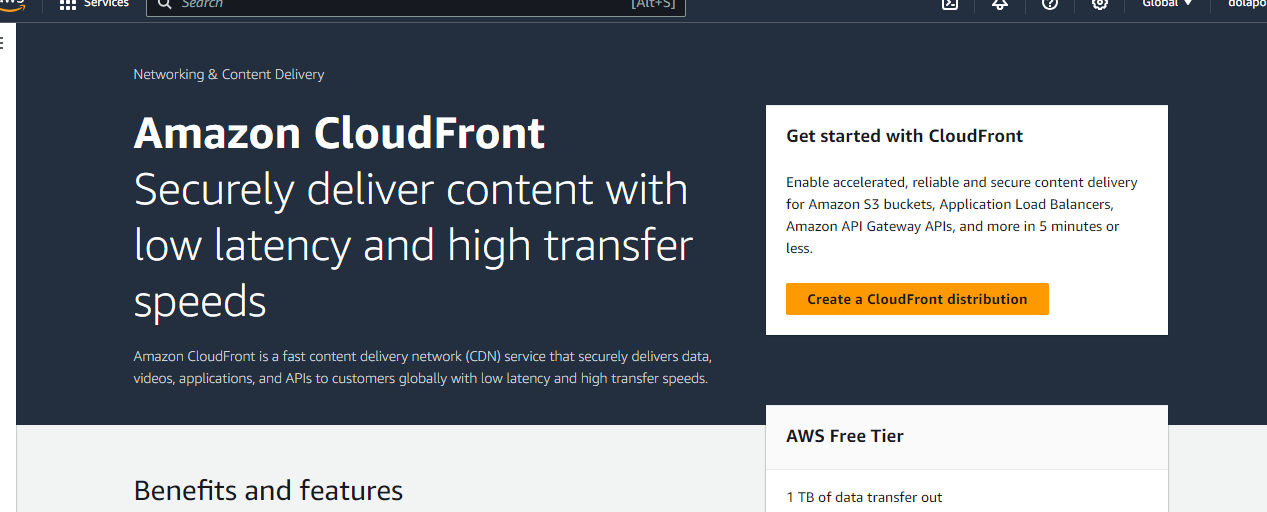 Services
Search
[Alt+S]
Global
Networking & Content Delivery
Amazon CloudFront
Securely deliver content with
low latency and high transfer
speeds
Amazon CloudFront is a fast content delivery network (CDN) service that securely delivers data,
videos, applications, and APIs to customers globally with low latency and high transfer speeds.
Get started with CloudFront
Enable accelerated, reliable and secure content delivery
for Amazon S3 buckets, Application Load Balancers,
Amazon API Gateway APIs, and more in 5 minutes or
less.
Create a CloudFront distribution
AWS Free Tier
1 TB of data transfer out
Benefits and features